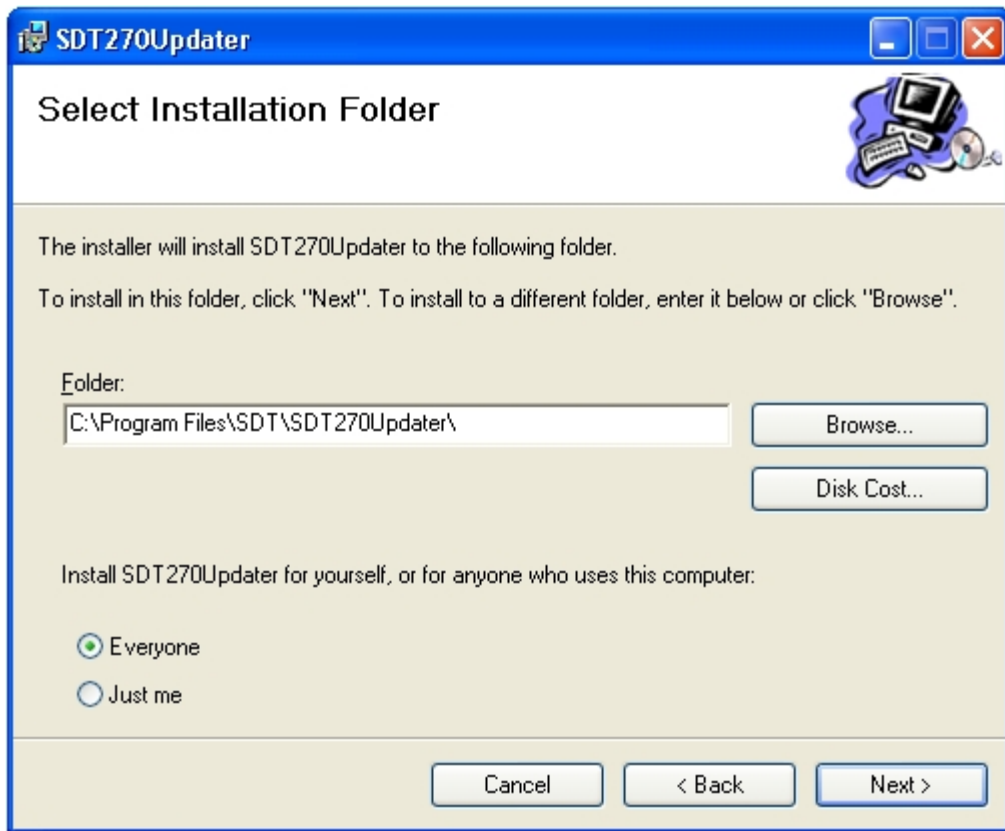 SDT270Updater
Select Installation Folder
The installer will install SDT270Updater to the following folder.
To install in this folder, click "Next". To install to a different folder, enter it below or click "Browse".
Folder:
C:\Program Files\SDT\SDT270Updater\
Browse...
Disk Cost...
Install SDT270Updater for yourself, or for anyone who uses this computer:
Everyone
Just me
Cancel
< Back
Next >